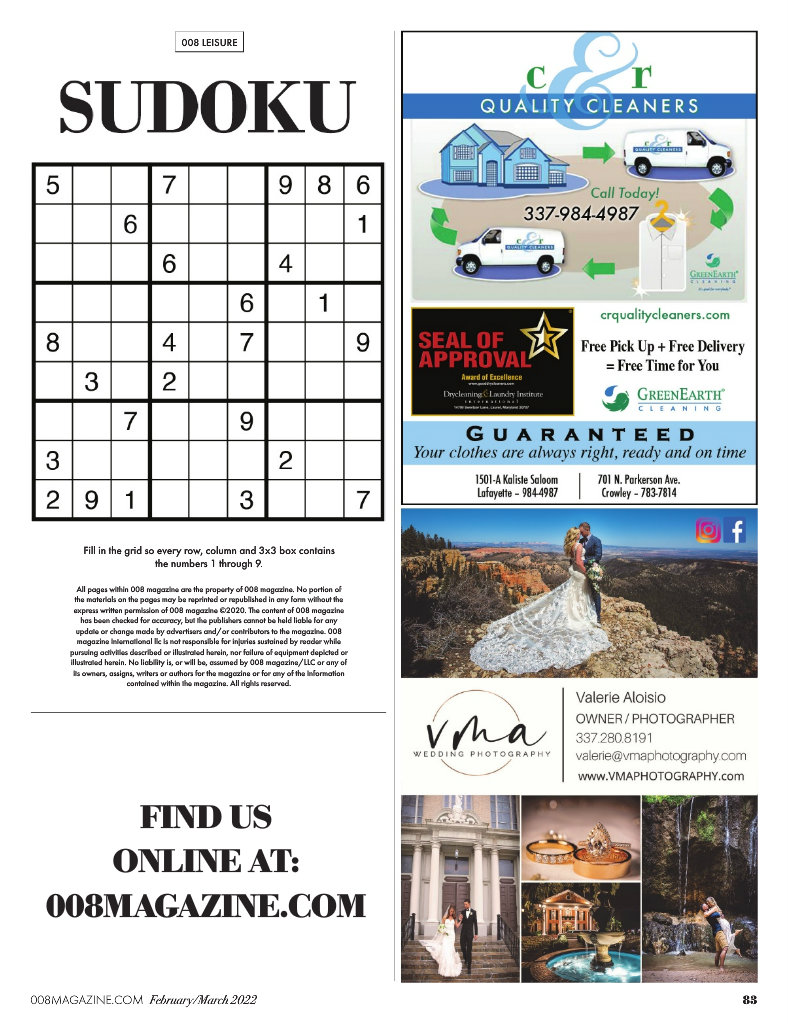 008 LEISURE
SUDOKU
5 7 9 8 6
6 1
6 4
6 1
8 4 7 9
3 2
7 9
3 2
2 9 1 3 7
Fill in the grid so every row, column and 3x3 box contains
the numbers 1 through 9.
All pages within 008 magazine are the property of 008 magazine. No portion of
the materials on the pages may be reprinted or republished in any form without the
express written permission of 008 magazine ©2020. The content of 008 magazine
has been checked for accuracy, but the publishers cannot be held liable for any
update or change made by advertisers and/or contributors to the magazine. 008
magazine international llc is not responsible for injuries sustained by reader while
pursuing activities described or illustrated herein, nor failure of equipment depicted or
illustrated herein. No liability is, or will be, assumed by 008 magazine/LLC or any of
its owners, assigns, writers or authors for the magazine or for any of the information
contained within the magazine. All rights reserved.
FIND US
ONLINE AT:
008MAGAZINE.COM
c & r
QUALITY CLEANERS
c & r
QUALITY CLEANERS
Call Today!
337-984-4987
c & r
QUALITY CLEANERS
GREENEARTH®
CLEANING
crqualitycleaners.com
SEAL OF
APPROVAL
Award of Excellence
Drycleaning & Laundry Institute
International
Free Pick Up + Free Delivery
= Free Time for You
GREENEARTH®
CLEANING
GUARANTEED
Your clothes are always right, ready and on time
1501-A Kaliste Saloom
Lafayette – 984-4987
701 N. Parkerson Ave.
Crowley – 783-7814
vma
WEDDING PHOTOGRAPHY
Valerie Aloisio
OWNER / PHOTOGRAPHER
337.280.8191
valerie@vmaphotography.com
www.VMAPHOTOGRAPHY.com
008MAGAZINE.COM February/March 2022
83